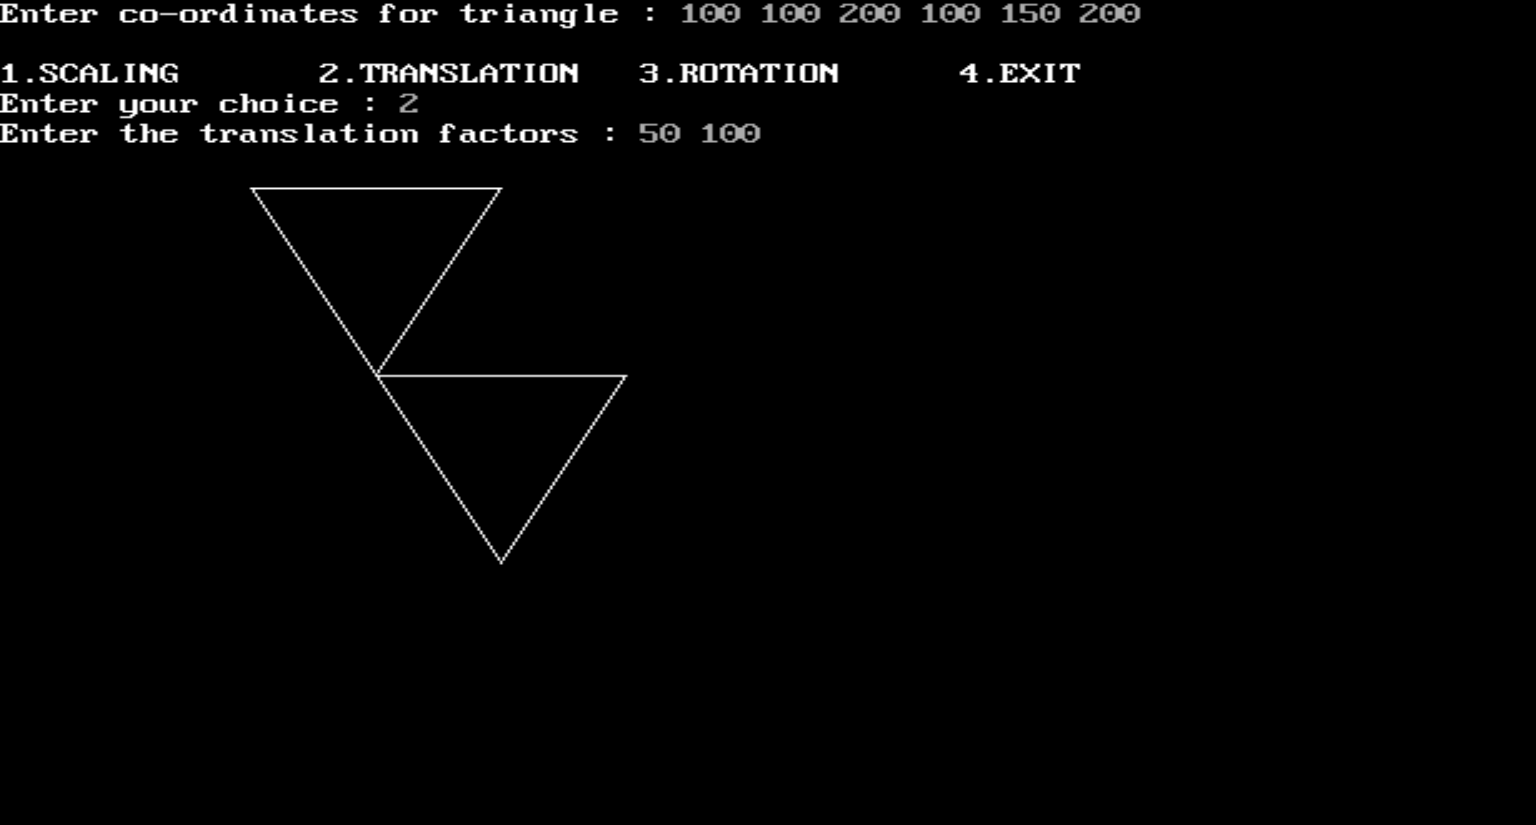 Enter co-ordinates for triangle : 100 100 200 100 150 200
1.SCALING 2.TRANSLATION 3.ROTATION 4.EXIT
Enter your choice : 2
Enter the translation factors : 50 100